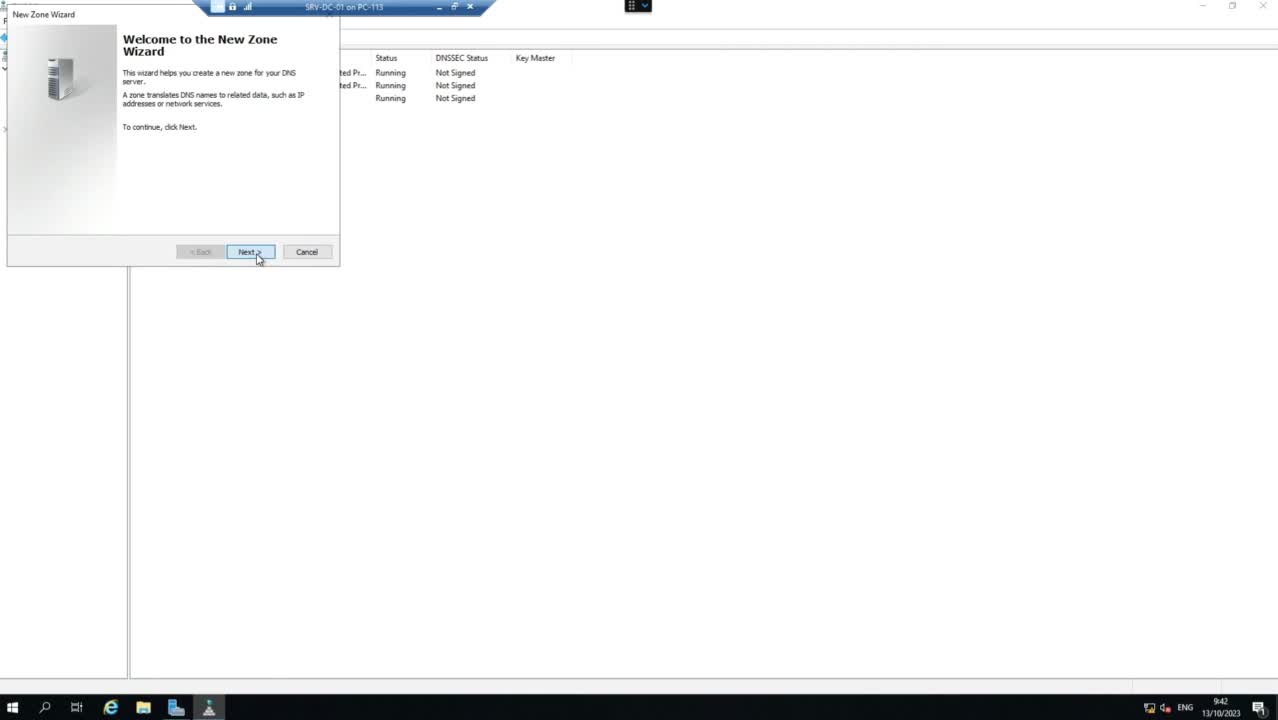 New Zone Wizard
SRV-DC-01 on PC-113
Welcome to the New Zone
Wizard
This wizard helps you create a new zone for your DNS
server.
A zone translates DNS names to related data, such as IP
addresses or network services.
To continue, click Next.
< Back
Next >
Cancel
Status
DNSSEC Status
Key Master
ted Pr...
Running
Not Signed
ted Pr...
Running
Not Signed
Running
Not Signed
ENG
9:42
13/10/2023
1